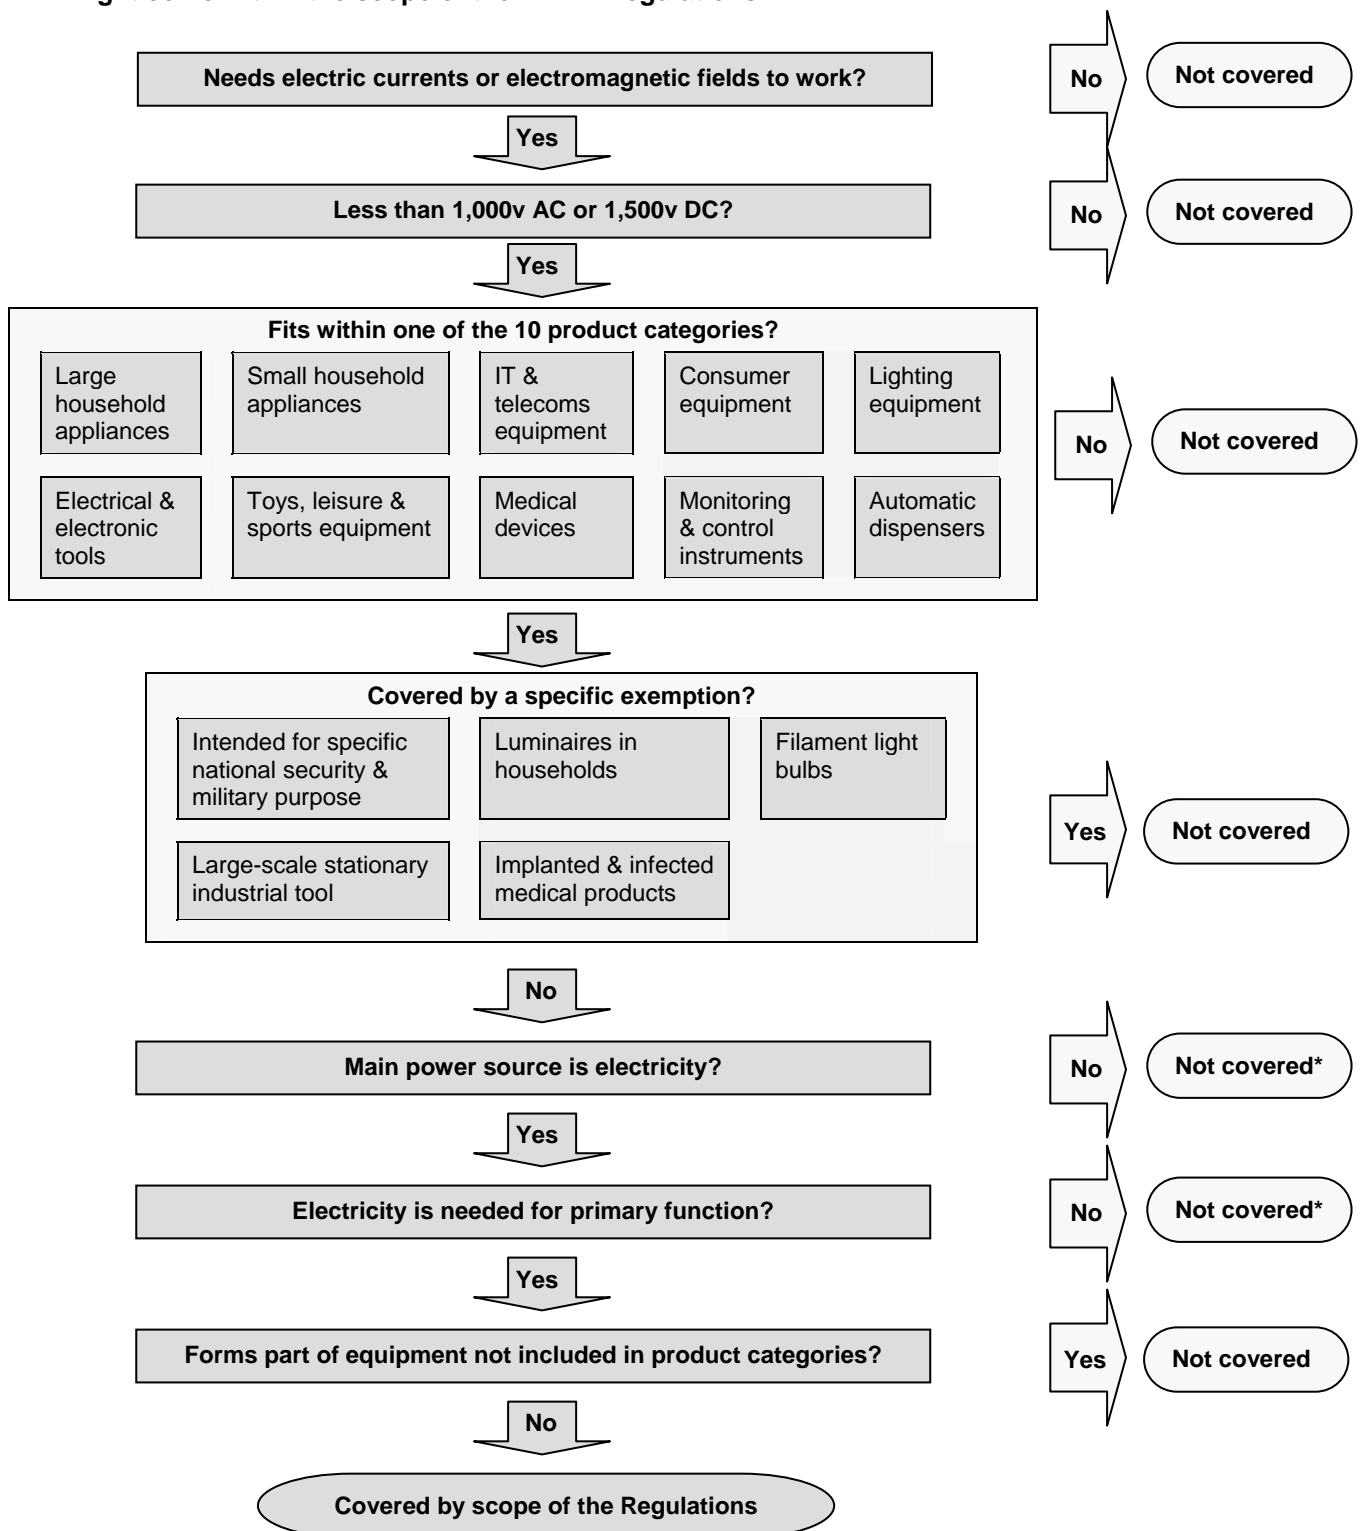 Needs electric currents or electromagnetic fields to work?
No
Not covered
Yes
Less than 1,000v AC or 1,500v DC?
No
Not covered
Yes
Fits within one of the 10 product categories?
Large
household
appliances
Small household
appliances
IT &
telecoms
equipment
Consumer
equipment
Lighting
equipment
Electrical &
electronic
tools
Toys, leisure &
sports equipment
Medical
devices
Monitoring
& control
instruments
Automatic
dispensers
No
Not covered
Yes
Covered by a specific exemption?
Intended for specific
national security &
military purpose
Luminaires in
households
Filament light
bulbs
Large-scale stationary
industrial tool
Implanted & infected
medical products
Yes
Not covered
No
Main power source is electricity?
No
Not covered*
Yes
Electricity is needed for primary function?
No
Not covered*
Yes
Forms part of equipment not included in product categories?
Yes
Not covered
No
Covered by scope of the Regulations